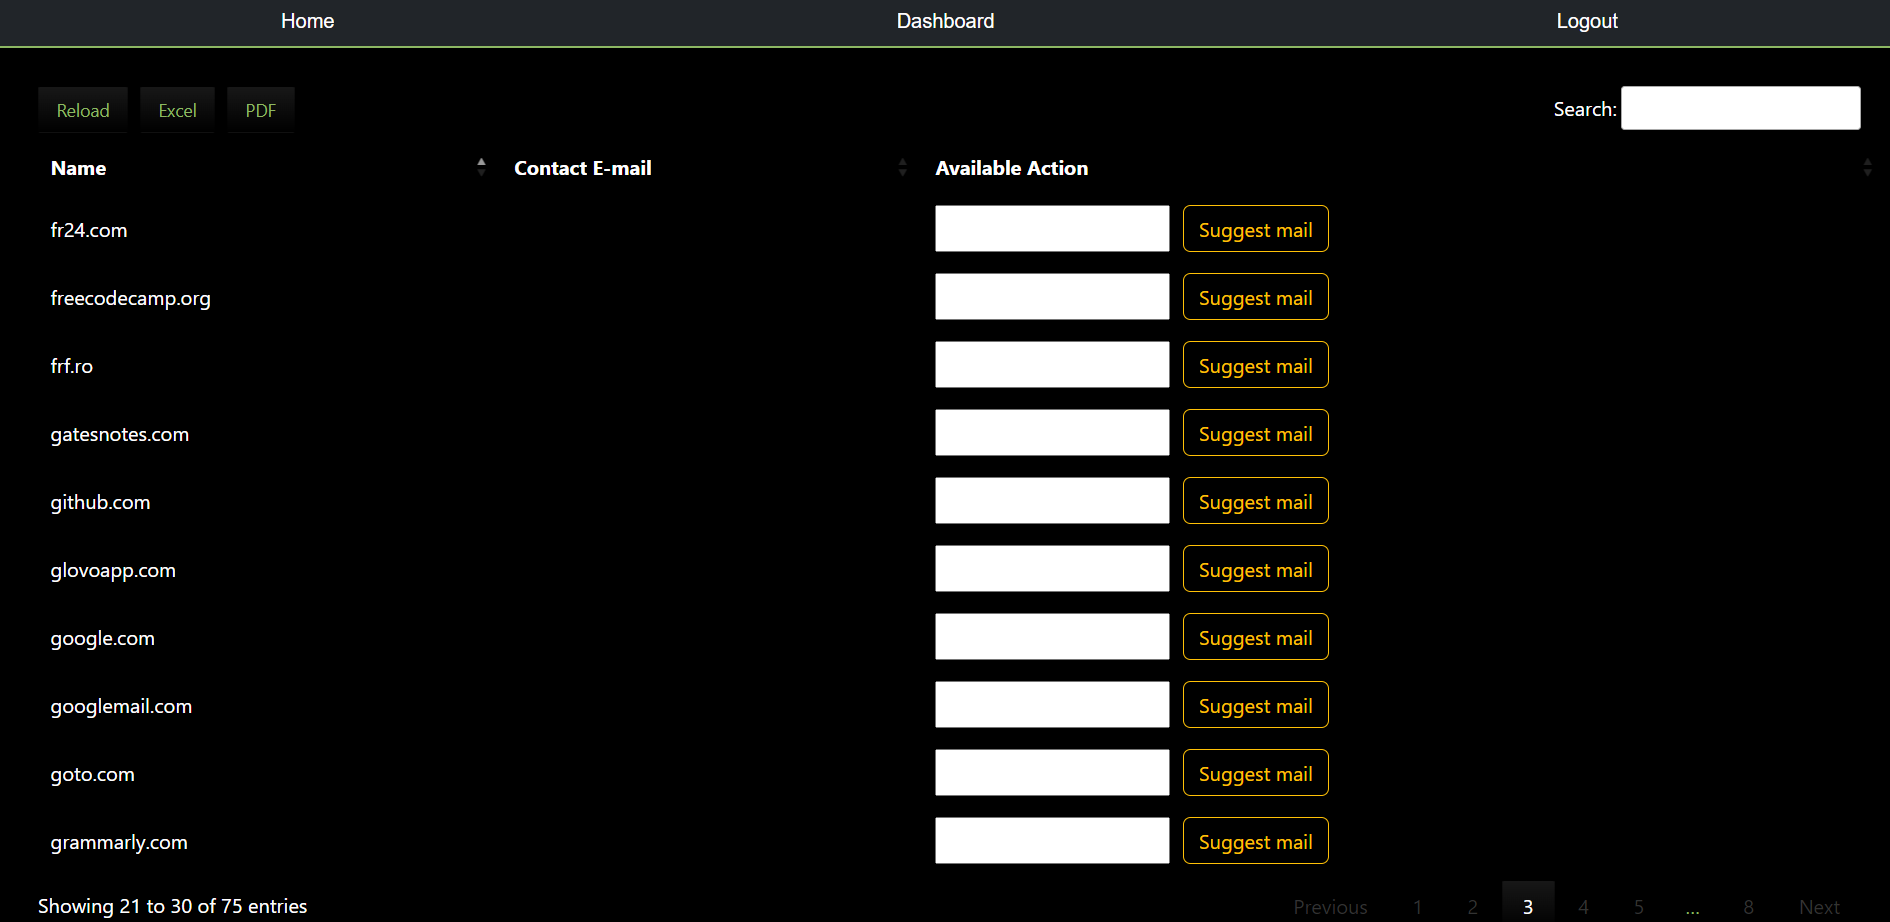 Home Dashboard Logout
Reload Excel PDF Search:
Name Contact E-mail Available Action
fr24.com Suggest mail
freecodecamp.org Suggest mail
frf.ro Suggest mail
gatesnotes.com Suggest mail
github.com Suggest mail
glovoapp.com Suggest mail
google.com Suggest mail
googlemail.com Suggest mail
goto.com Suggest mail
grammarly.com Suggest mail
Showing 21 to 30 of 75 entries Previous 1 2 3 4 5 ... 8 Next